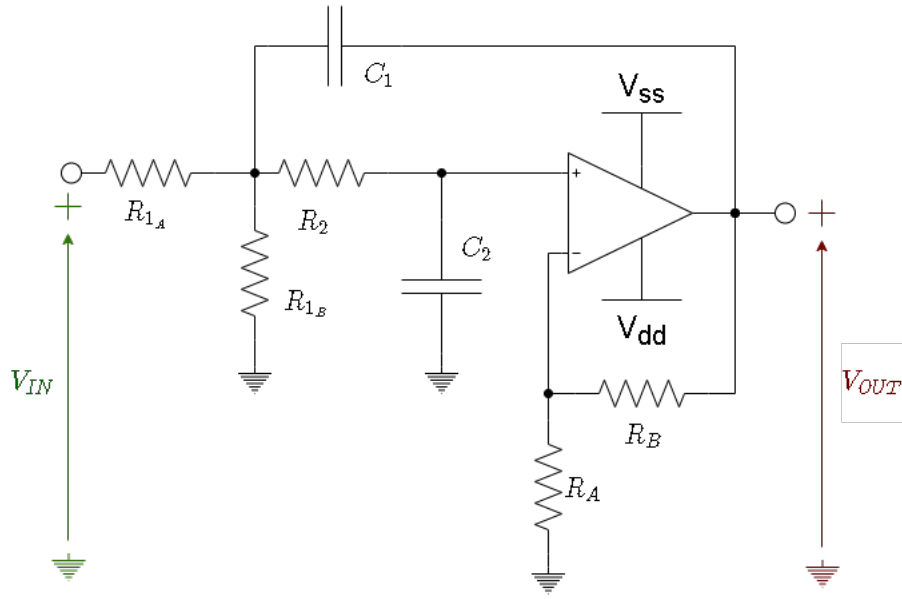 C₁
Vss
+
R₁A
R₂
C₂
+
−
+
R₁B
Vdd
VIN
VOUT
RB
RA